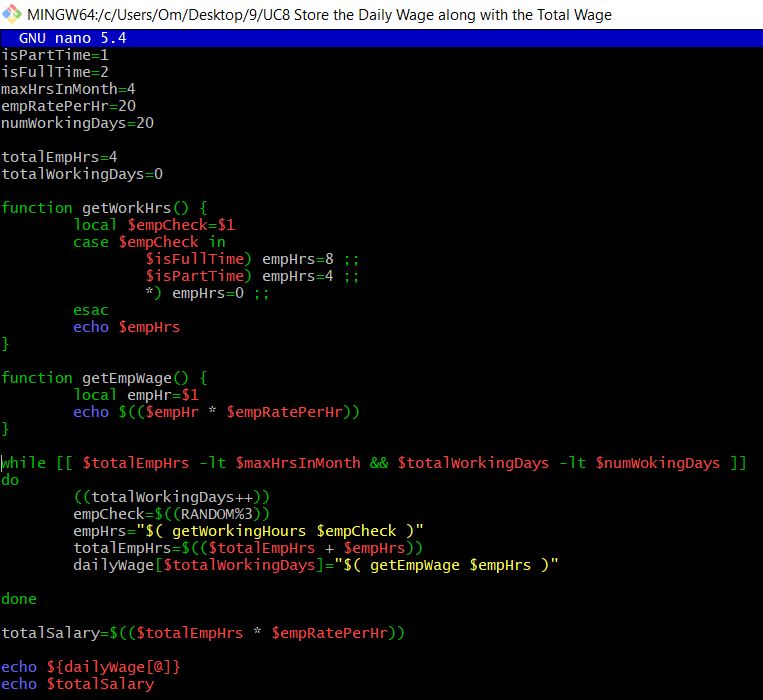 MINGW64:/c/Users/Om/Desktop/9/UC8 Store the Daily Wage along with the Total Wage
GNU nano 5.4
isPartTime=1
isFullTime=2
maxHrsInMonth=4
empRatePerHr=20
numWorkingDays=20
totalEmpHrs=4
totalWorkingDays=0
function getWorkHrs() {
local $empCheck=$1
case $empCheck in
$isFullTime) empHrs=8 ;;
$isPartTime) empHrs=4 ;;
*) empHrs=0 ;;
esac
echo $empHrs
}
function getEmpWage() {
local empHr=$1
echo $(($empHr * $empRatePerHr))
}
while [[ $totalEmpHrs -lt $maxHrsInMonth && $totalWorkingDays -lt $numWokingDays ]]
do
((totalWorkingDays++))
empCheck=$((RANDOM%3))
empHrs="$( getWorkingHours $empCheck )"
totalEmpHrs=$(($totalEmpHrs + $empHrs))
dailyWage[$totalWorkingDays]="$( getEmpWage $empHrs )"
done
totalSalary=$(($totalEmpHrs * $empRatePerHr))
echo ${dailyWage[@]}
echo $totalSalary